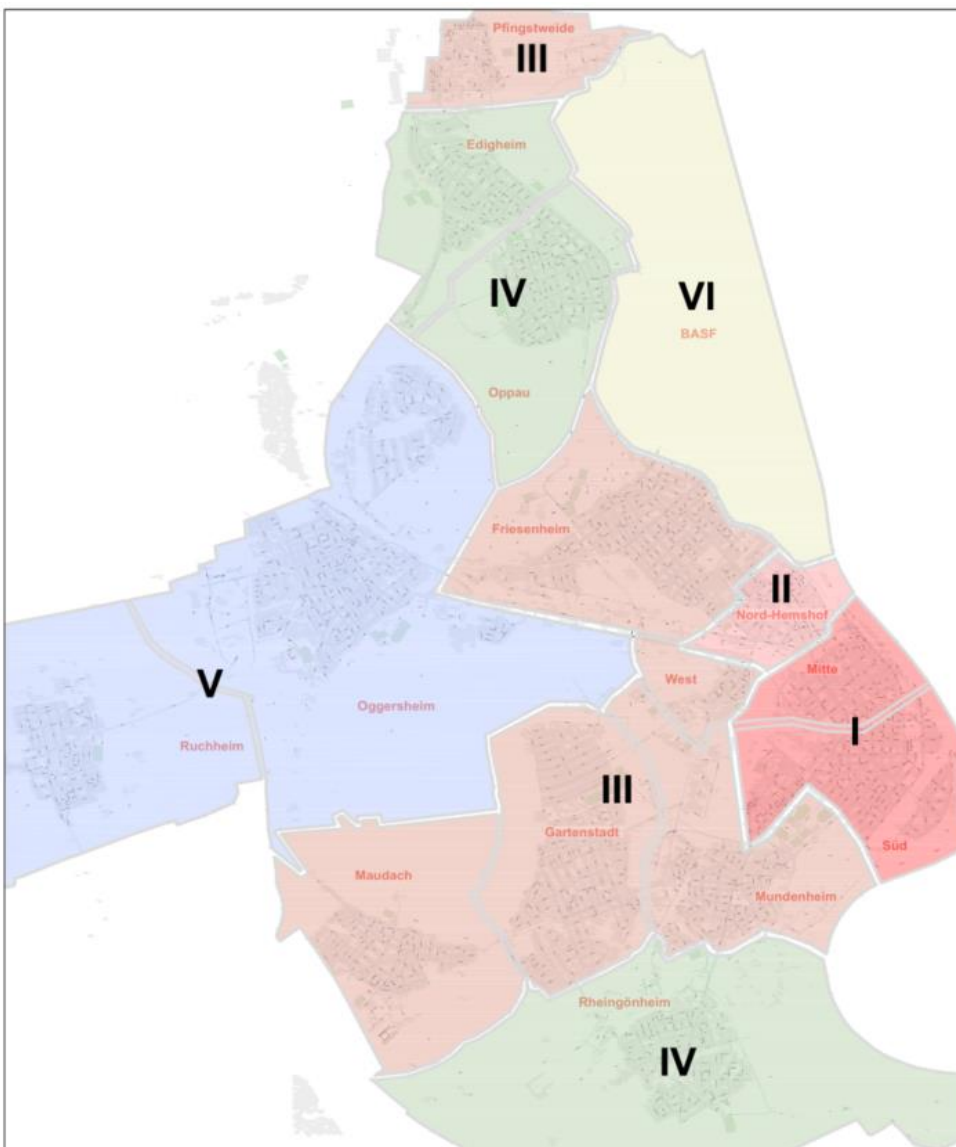 Pfingstweide
III
Edigheim
IV
VI
BASF
Oppau
Friesenheim
II
Nord-Hemshof
West
Mitte
V
Oggersheim
I
Ruchheim
III
Gartenstadt
Süd
Maudach
Mundenheim
Rheingönheim
IV